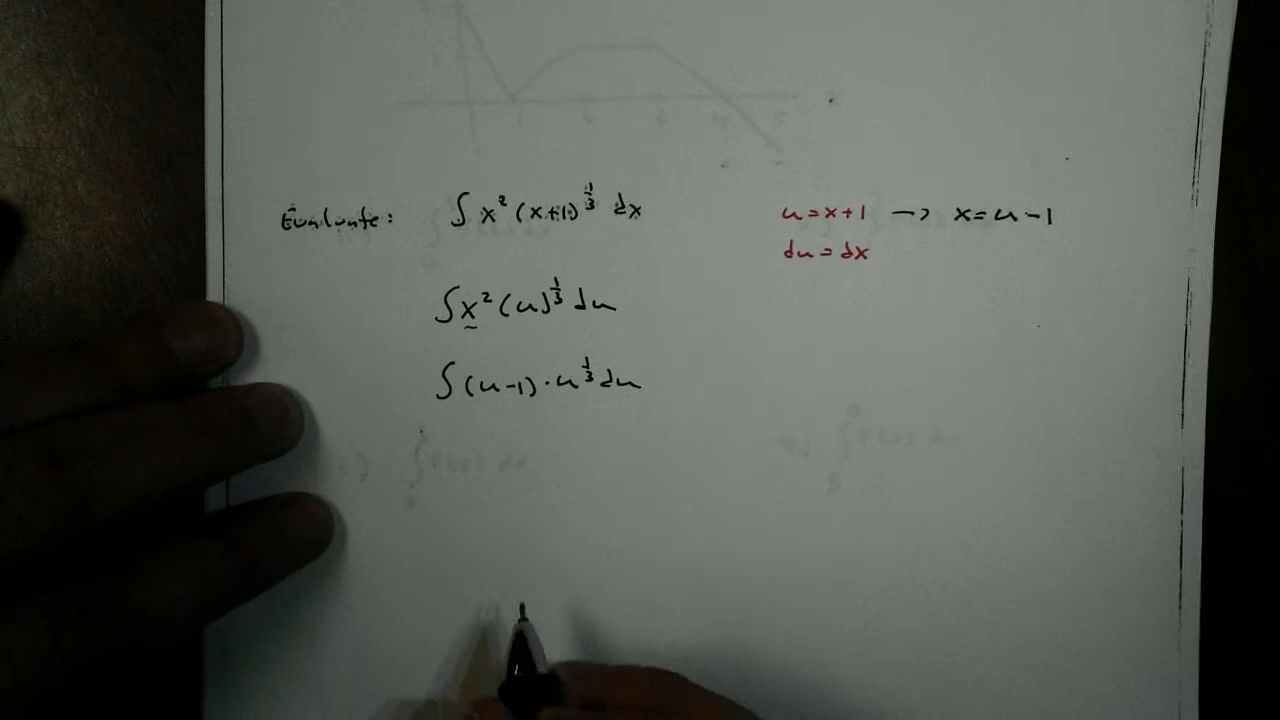 Evaluate: ∫ x² (x+1)^{1/3} dx
u = x+1 → x = u - 1
du = dx
∫ x² (u)^{1/3} du
∫ (u-1) · u^{1/3} du